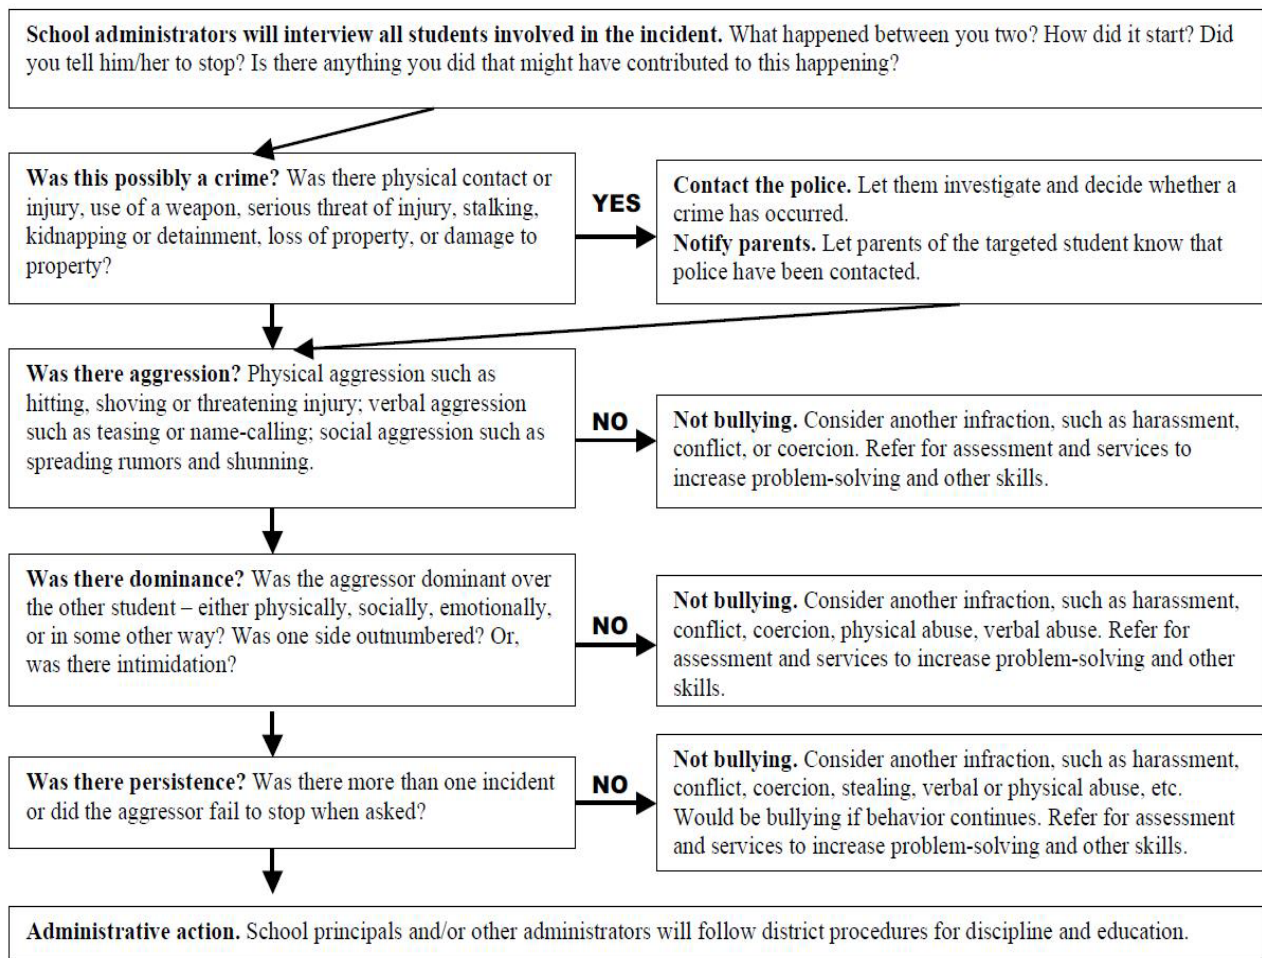 School administrators will interview all students involved in the incident. What happened between you two? How did it start? Did
you tell him/her to stop? Is there anything you did that might have contributed to this happening?
Was this possibly a crime? Was there physical contact or
injury, use of a weapon, serious threat of injury, stalking,
kidnapping or detainment, loss of property, or damage to
property?
YES
Contact the police. Let them investigate and decide whether a
crime has occurred.
Notify parents. Let parents of the targeted student know that
police have been contacted.
Was there aggression? Physical aggression such as
hitting, shoving or threatening injury; verbal aggression
such as teasing or name-calling; social aggression such as
spreading rumors and shunning.
NO
Not bullying. Consider another infraction, such as harassment,
conflict, or coercion. Refer for assessment and services to
increase problem-solving and other skills.
Was there dominance? Was the aggressor dominant over
the other student – either physically, socially, emotionally,
or in some other way? Was one side outnumbered? Or,
was there intimidation?
NO
Not bullying. Consider another infraction, such as harassment,
conflict, coercion, physical abuse, verbal abuse. Refer for
assessment and services to increase problem-solving and other
skills.
Was there persistence? Was there more than one incident
or did the aggressor fail to stop when asked?
NO
Not bullying. Consider another infraction, such as harassment,
conflict, coercion, stealing, verbal or physical abuse, etc.
Would be bullying if behavior continues. Refer for assessment
and services to increase problem-solving and other skills.
Administrative action. School principals and/or other administrators will follow district procedures for discipline and education.